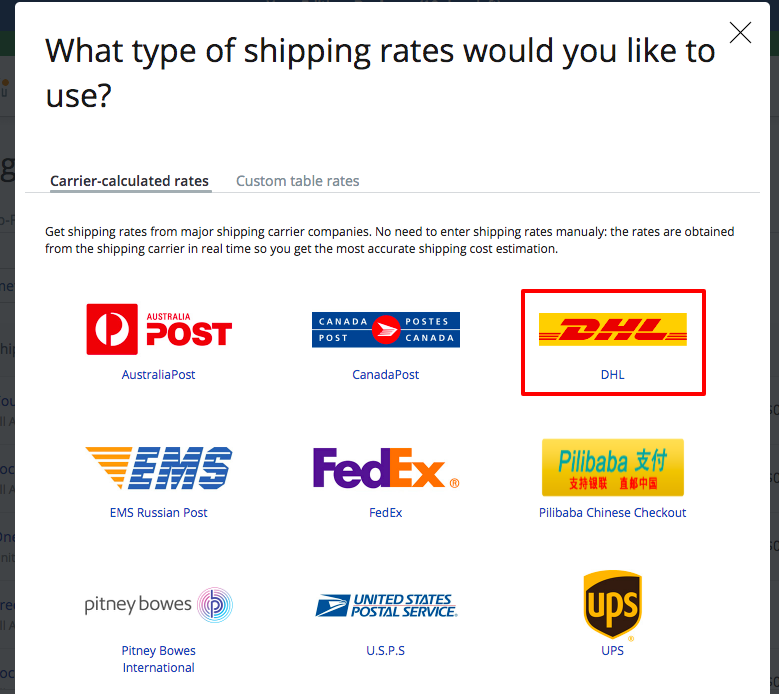 What type of shipping rates would you like to
use?
Carrier-calculated rates
Custom table rates
Get shipping rates from major shipping carrier companies. No need to enter shipping rates manualy: the rates are obtained
from the shipping carrier in real time so you get the most accurate shipping cost estimation.
AUSTRALIA
POST
AustraliaPost
CANADA POSTES
POST CANADA
CanadaPost
DHL
DHL
EMS
EMS Russian Post
FedEx®
FedEx
Pilibaba 支付
支持银联 直邮中国
Pilibaba Chinese Checkout
pitney bowes
Pitney Bowes
International
UNITED STATES
POSTAL SERVICE®
U.S.P.S
ups®
UPS